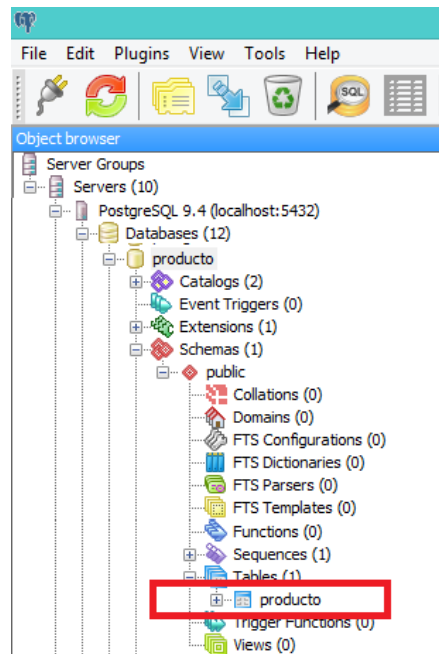 File Edit Plugins View Tools Help
SQL
Object browser
Server Groups
Servers (10)
PostgreSQL 9.4 (localhost:5432)
Databases (12)
producto
Catalogs (2)
Event Triggers (0)
Extensions (1)
Schemas (1)
public
Collations (0)
Domains (0)
FTS Configurations (0)
FTS Dictionaries (0)
FTS Parsers (0)
FTS Templates (0)
Functions (0)
Sequences (1)
Tables (1)
producto
Trigger Functions (0)
Views (0)